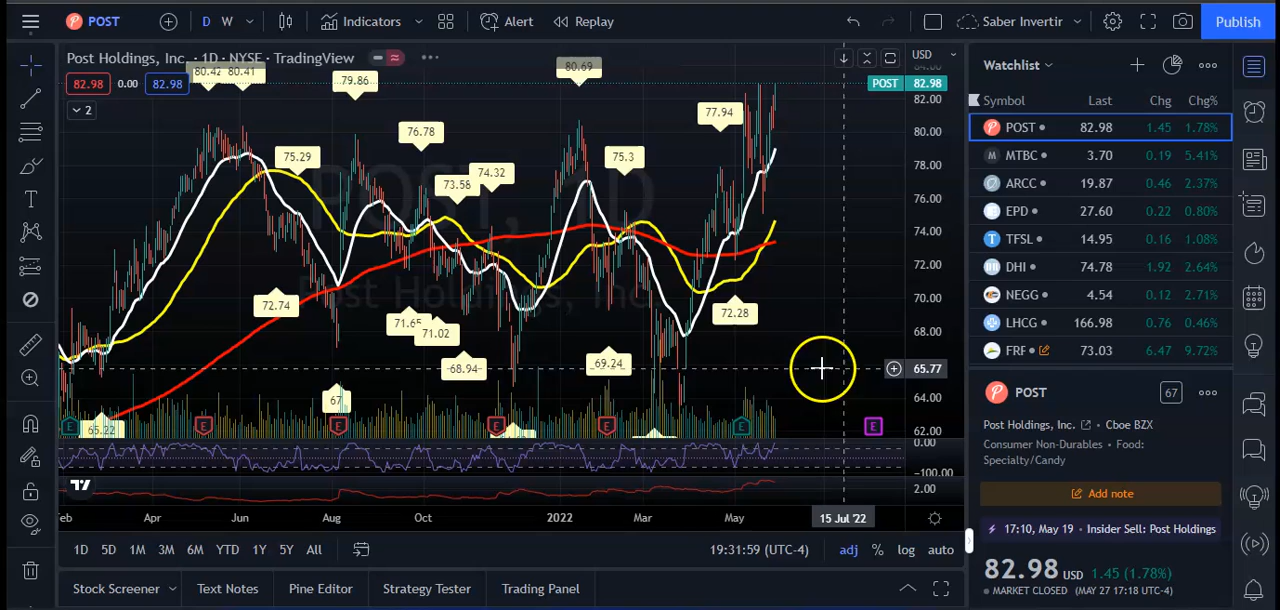 POST
D W
Indicators
Alert
Replay
Saber Invertir
Publish
Post Holdings, Inc. · 1D · NYSE · TradingView
82.98 0.00 82.98
2
USD
POST 82.98
82.00
80.00
78.00
76.00
74.00
72.00
70.00
68.00
65.77
64.00
62.00
0.00
-100.00
2.00
80.42 80.41
79.86
80.69
76.78
77.94
75.29
75.3
73.58
74.32
72.74
72.28
71.65
71.02
68.94
69.24
67
65.22
POST, 1D
Post Holdings, Inc.
E E E E E E E
Feb Apr Jun Aug Oct 2022 Mar May 15 Jul '22
1D 5D 1M 3M 6M YTD 1Y 5Y All
19:31:59 (UTC-4) adj % log auto
Stock Screener Text Notes Pine Editor Strategy Tester Trading Panel
Watchlist
Symbol Last Chg Chg%
POST 82.98 1.45 1.78%
MTBC 3.70 0.19 5.41%
ARCC 19.87 0.46 2.37%
EPD 27.60 0.22 0.80%
TFSL 14.95 0.16 1.08%
DHI 74.78 1.92 2.64%
NEGG 4.54 0.12 2.71%
LHCG 166.98 0.76 0.46%
FRF 73.03 6.47 9.72%
POST 67
Post Holdings, Inc. · Cboe BZX
Consumer Non-Durables · Food:
Specialty/Candy
Add note
17:10, May 19 · Insider Sell: Post Holdings
82.98 USD 1.45 (1.78%)
MARKET CLOSED (MAY 27 17:18 UTC-4)